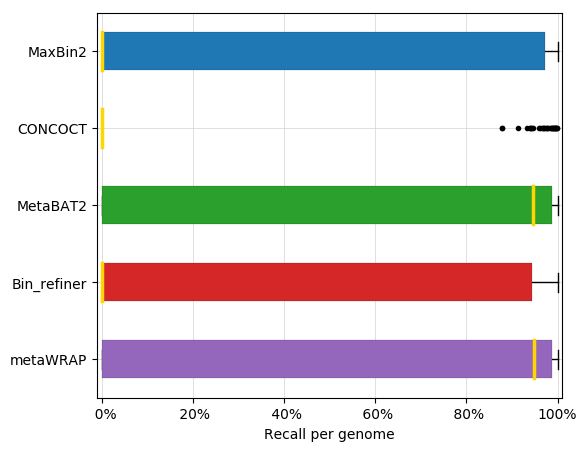 MaxBin2
CONCOCT
MetaBAT2
Bin_refiner
metaWRAP
0% 20% 40% 60% 80% 100%
Recall per genome